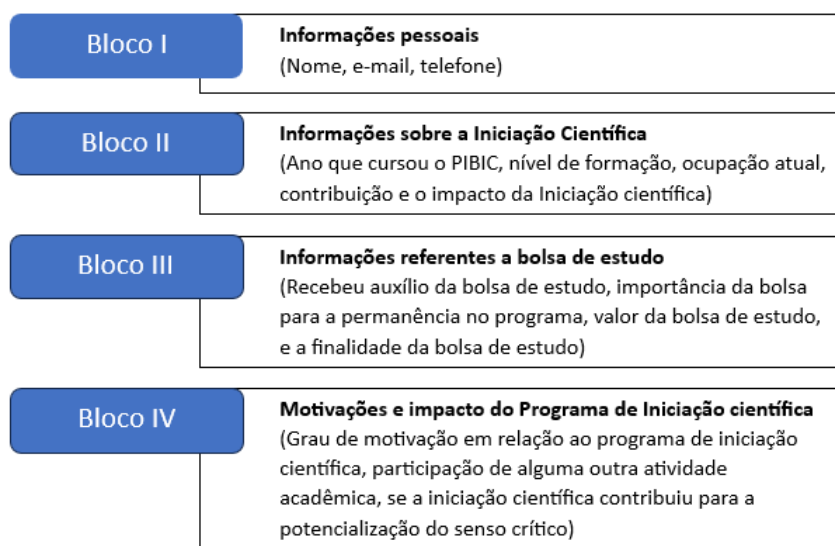 Bloco I
Informações pessoais
(Nome, e-mail, telefone)
Bloco II
Informações sobre a Iniciação Científica
(Ano que cursou o PIBIC, nível de formação, ocupação atual,
contribuição e o impacto da Iniciação científica)
Bloco III
Informações referentes a bolsa de estudo
(Recebeu auxílio da bolsa de estudo, importância da bolsa
para a permanência no programa, valor da bolsa de estudo,
e a finalidade da bolsa de estudo)
Bloco IV
Motivações e impacto do Programa de Iniciação científica
(Grau de motivação em relação ao programa de iniciação
científica, participação de alguma outra atividade
acadêmica, se a iniciação científica contribuiu para a
potencialização do senso crítico)